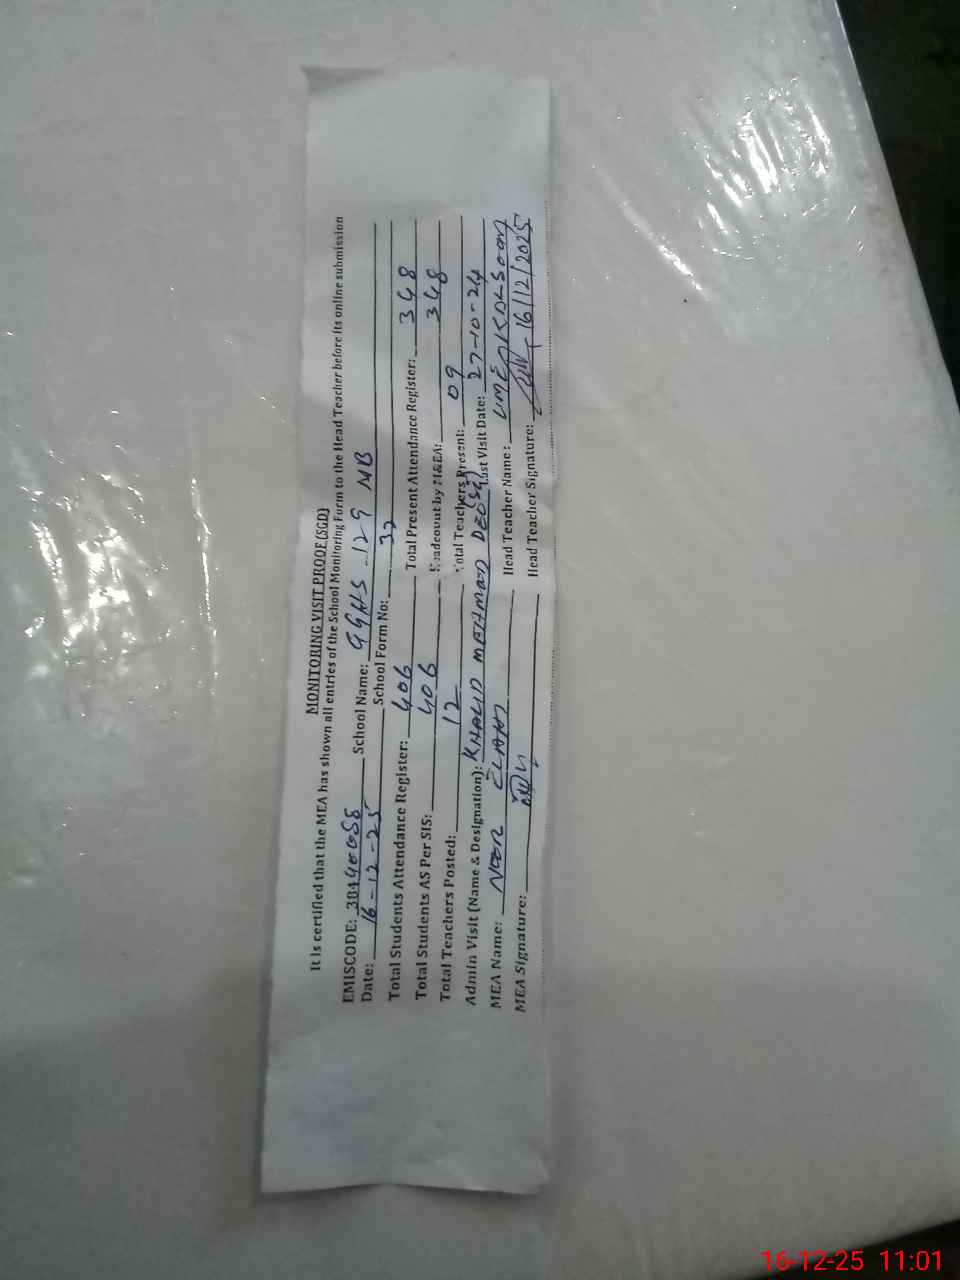 MONITORING VISIT PROOF (SGD)
It is certified that the MEA has shown all entries of the School Monitoring Form to the Head Teacher before its online submission
EMISCODE: 38440058 School Name: GGHS 129 NB
Date: 16-12-25 School Form No: 32
Total Students Attendance Register: 406 Total Present Attendance Register: 348
Total Students AS Per SIS: 406 Headcount by M&EA: 348
Total Teachers Posted: 12 Total Teachers Present: 09
Admin Visit (Name & Designation): KHALID MEHMOOD DEO(SE) Last Visit Date: 27-10-24
MEA Name: NOOR ELAHI Head Teacher Name:
MEA Signature: Head Teacher Signature: 16/12/2025
16-12-25 11:01